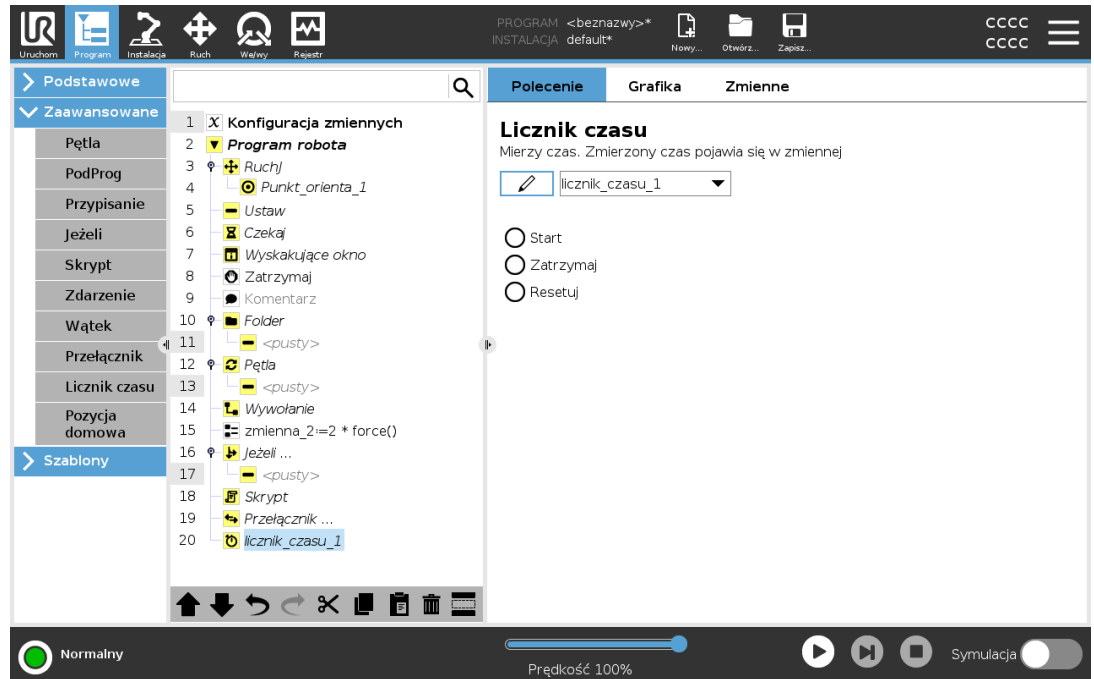 UR
PROGRAM <beznazwy>*
INSTALACJA default*
CCCC
CCCC
Uruchom Program Instalacja Ruch We/wy Rejestr Nowy... Otwórz... Zapisz...
Podstawowe
Zaawansowane
Pętla
PodProg
Przypisanie
Jeżeli
Skrypt
Zdarzenie
Wątek
Przełącznik
Licznik czasu
Pozycja
domowa
Szablony
1 X Konfiguracja zmiennych
2 Program robota
3 RuchJ
4 Punkt_orienta_1
5 Ustaw
6 Czekaj
7 Wyskakujące okno
8 Zatrzymaj
9 Komentarz
10 Folder
11 <pusty>
12 Pętla
13 <pusty>
14 Wywołanie
15 zmienna_2:=2 * force()
16 Jeżeli ...
17 <pusty>
18 Skrypt
19 Przełącznik ...
20 licznik_czasu_1
Polecenie Grafika Zmienne
Licznik czasu
Mierzy czas. Zmierzony czas pojawia się w zmiennej
licznik_czasu_1
Start
Zatrzymaj
Resetuj
Normalny
Prędkość 100%
Symulacja